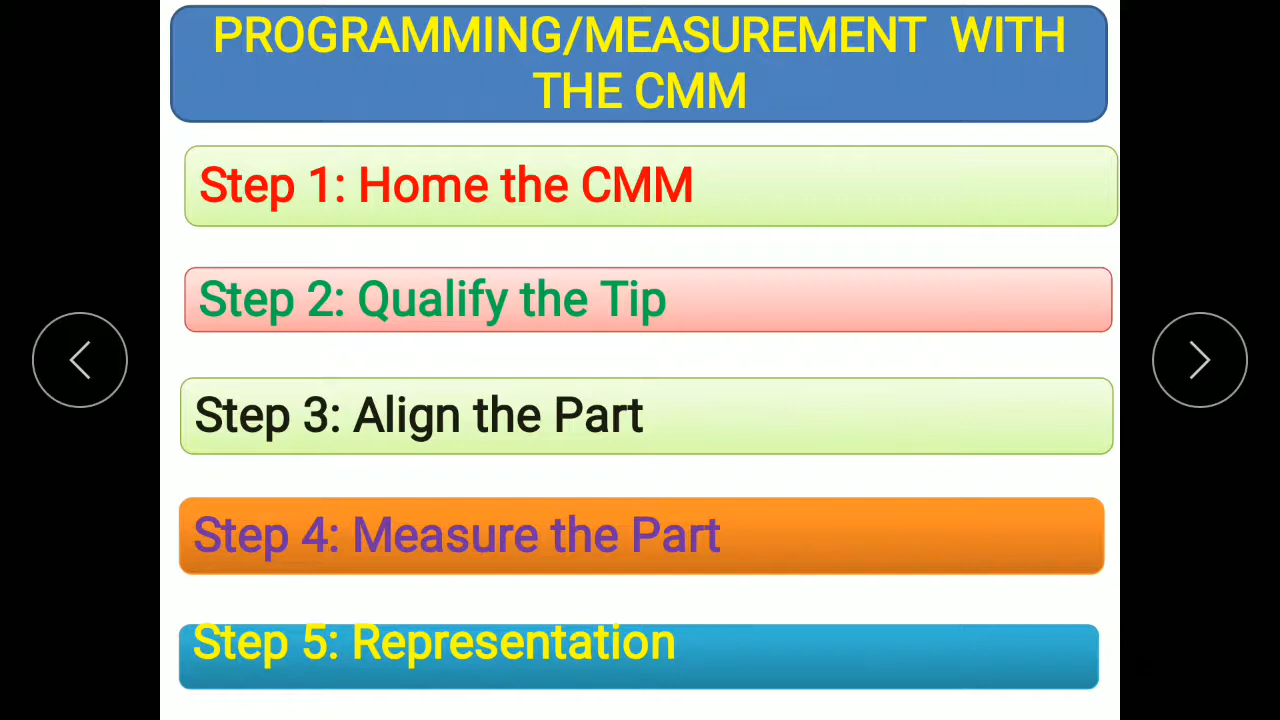 PROGRAMMING/MEASUREMENT WITH
THE CMM
Step 1: Home the CMM
Step 2: Qualify the Tip
Step 3: Align the Part
Step 4: Measure the Part
Step 5: Representation